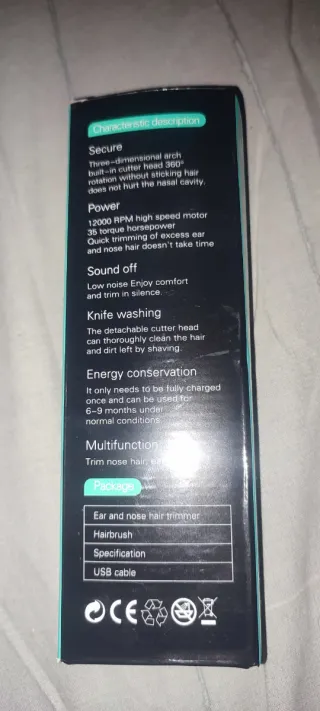 Characteristic description
Secure
Three-dimensional arch
built-in cutter head 360°
rotation without sticking hair
does not hurt the nasal cavity.
Power
12000 RPM high speed motor
35 torque horsepower
Quick trimming of excess ear
and nose hair doesn't take time
Sound off
Low noise Enjoy comfort
and trim in silence.
Knife washing
The detachable cutter head
can thoroughly clean the hair
and dirt left by shaving.
Energy conservation
It only needs to be fully charged
once and can be used for
6-9 months under
normal conditions
Multifunction
Trim nose hair,
Package
Ear and nose hair trimmer
Hairbrush
Specification
USB cable
CE